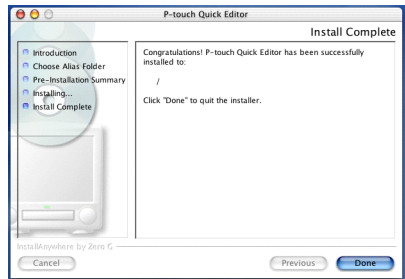 P-touch Quick Editor
Install Complete
Introduction
Choose Alias Folder
Pre-Installation Summary
Installing...
Install Complete
Congratulations! P-touch Quick Editor has been successfully
installed to:
/
Click "Done" to quit the installer.
InstallAnywhere by Zero G
Cancel
Previous
Done